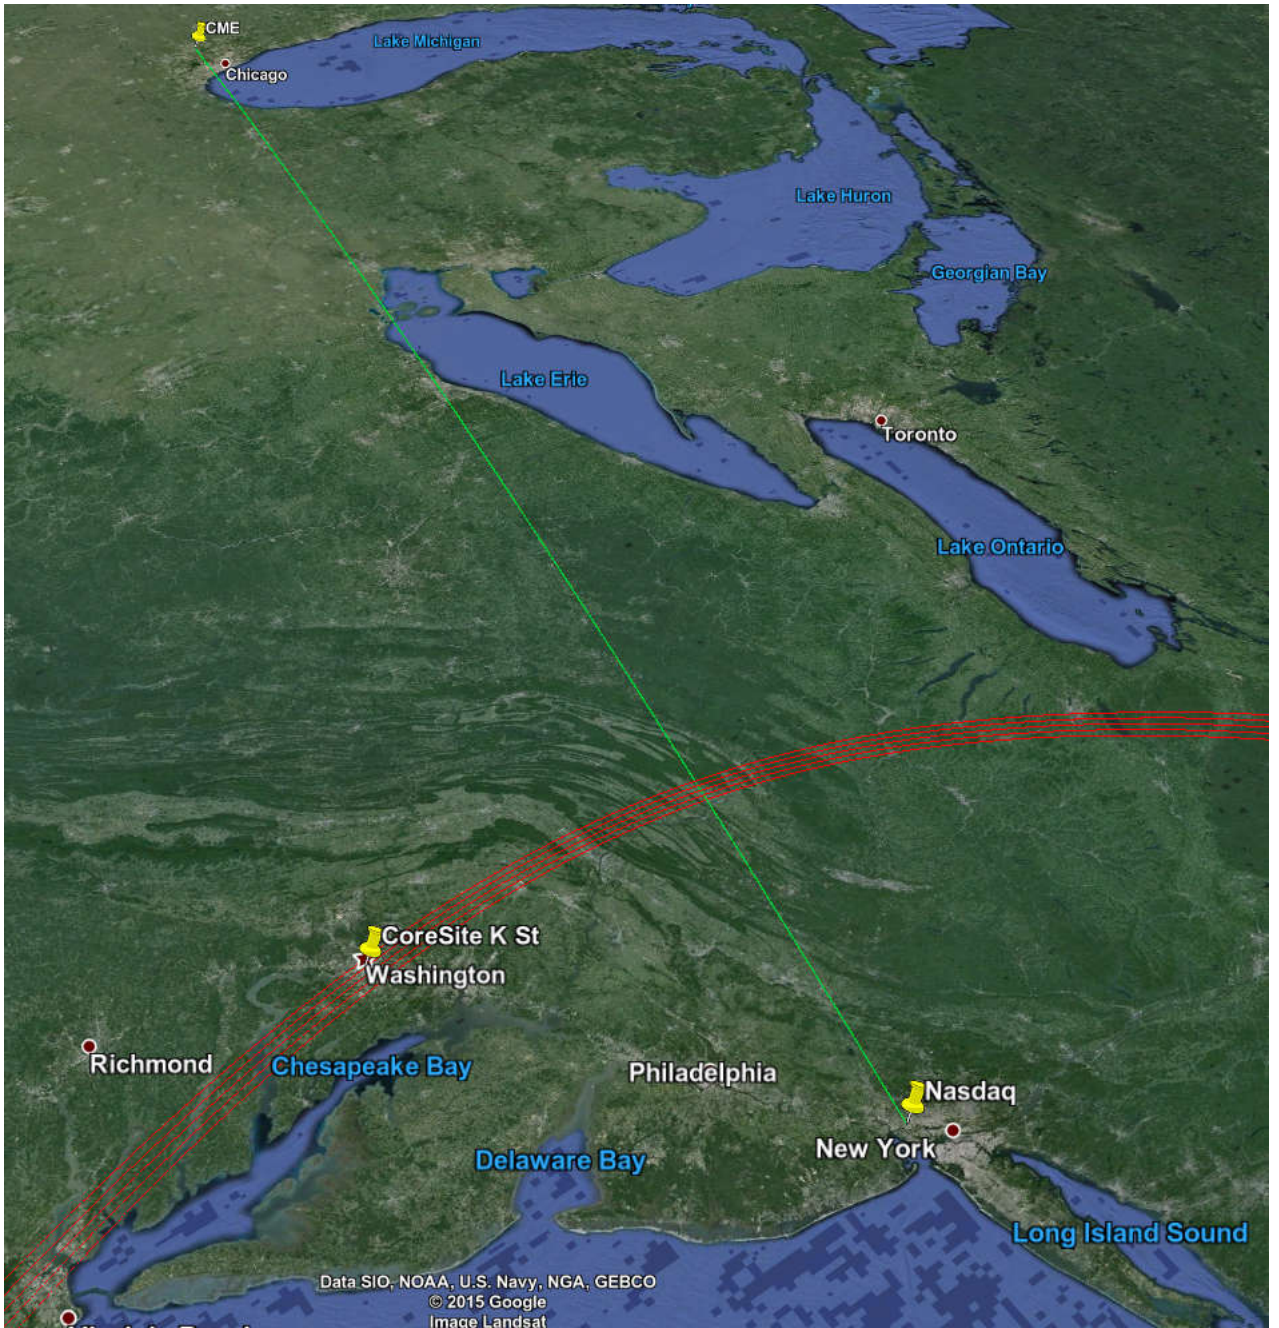 CME
Lake Michigan
Chicago
Lake Huron
Georgian Bay
Lake Erie
Toronto
Lake Ontario
CoreSite K St
Washington
Richmond
Chesapeake Bay
Philadelphia
Nasdaq
New York
Delaware Bay
Long Island Sound
Data SIO, NOAA, U.S. Navy, NGA, GEBCO
© 2015 Google
Image Landsat